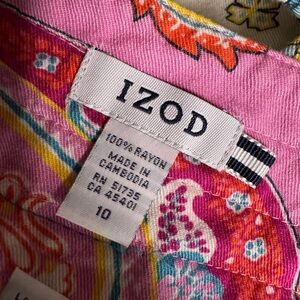 IZOD
100% RAYON
MADE IN
CAMBODIA
RN 51735
CA 45401
10